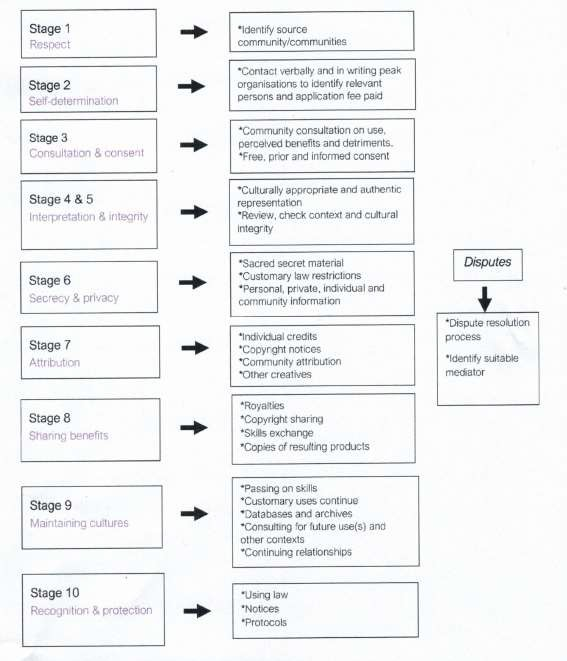 Stage 1
Respect
*Identify source
community/communities
Stage 2
Self-determination
*Contact verbally and in writing peak
organisations to identify relevant
persons and application fee paid
Stage 3
Consultation & consent
*Community consultation on use,
perceived benefits and detriments.
*Free, prior and informed consent
Stage 4 & 5
Interpretation & integrity
*Culturally appropriate and authentic
representation
*Review, check context and cultural
integrity
Stage 6
Secrecy & privacy
*Sacred secret material
*Customary law restrictions
*Personal, private, individual and
community information
Disputes
*Dispute resolution
process
*Identify suitable
mediator
Stage 7
Attribution
*Individual credits
*Copyright notices
*Community attribution
*Other creatives
Stage 8
Sharing benefits
*Royalties
*Copyright sharing
*Skills exchange
*Copies of resulting products
Stage 9
Maintaining cultures
*Passing on skills
*Customary uses continue
*Databases and archives
*Consulting for future use(s) and
other contexts
*Continuing relationships
Stage 10
Recognition & protection
*Using law
*Notices
*Protocols